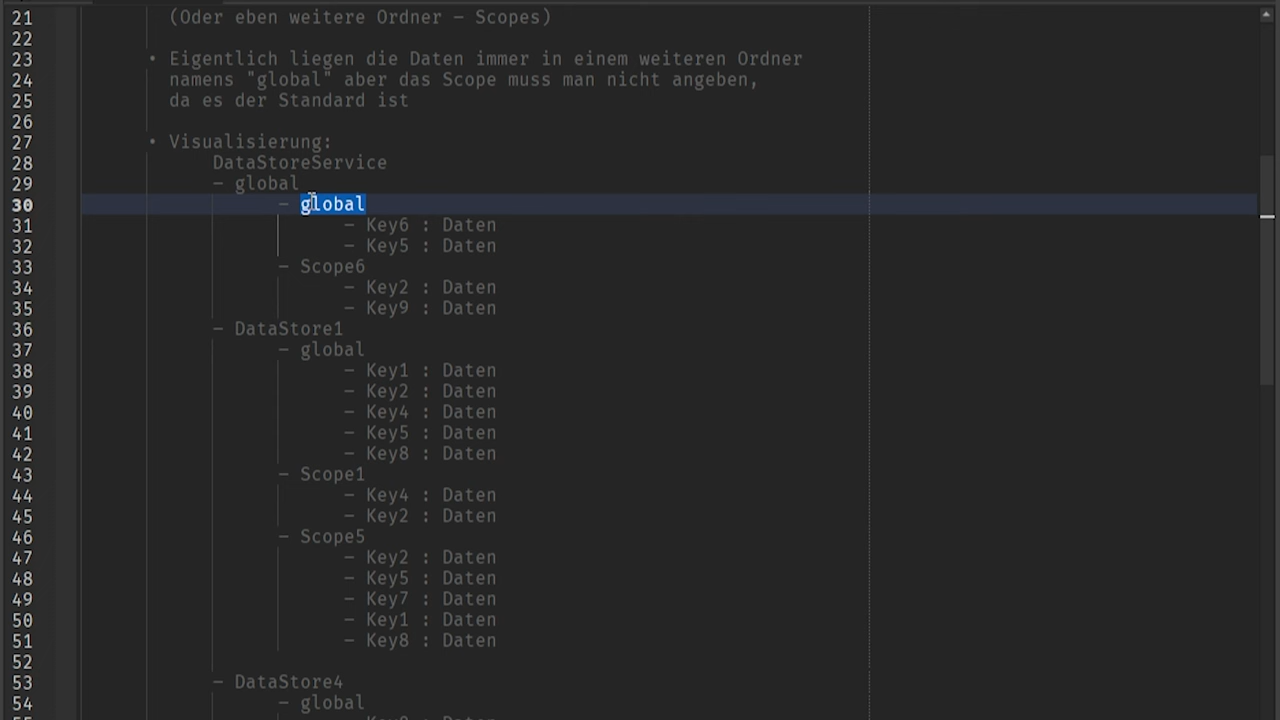 21 (Oder eben weitere Ordner – Scopes)
22
23 • Eigentlich liegen die Daten immer in einem weiteren Ordner
24 namens "global" aber das Scope muss man nicht angeben,
25 da es der Standard ist
26
27 • Visualisierung:
28 DataStoreService
29 – global
30 – global
31 – Key6 : Daten
32 – Key5 : Daten
33 – Scope6
34 – Key2 : Daten
35 – Key9 : Daten
36 – DataStore1
37 – global
38 – Key1 : Daten
39 – Key2 : Daten
40 – Key4 : Daten
41 – Key5 : Daten
42 – Key8 : Daten
43 – Scope1
44 – Key4 : Daten
45 – Key2 : Daten
46 – Scope5
47 – Key2 : Daten
48 – Key5 : Daten
49 – Key7 : Daten
50 – Key1 : Daten
51 – Key8 : Daten
52
53 – DataStore4
54 – global